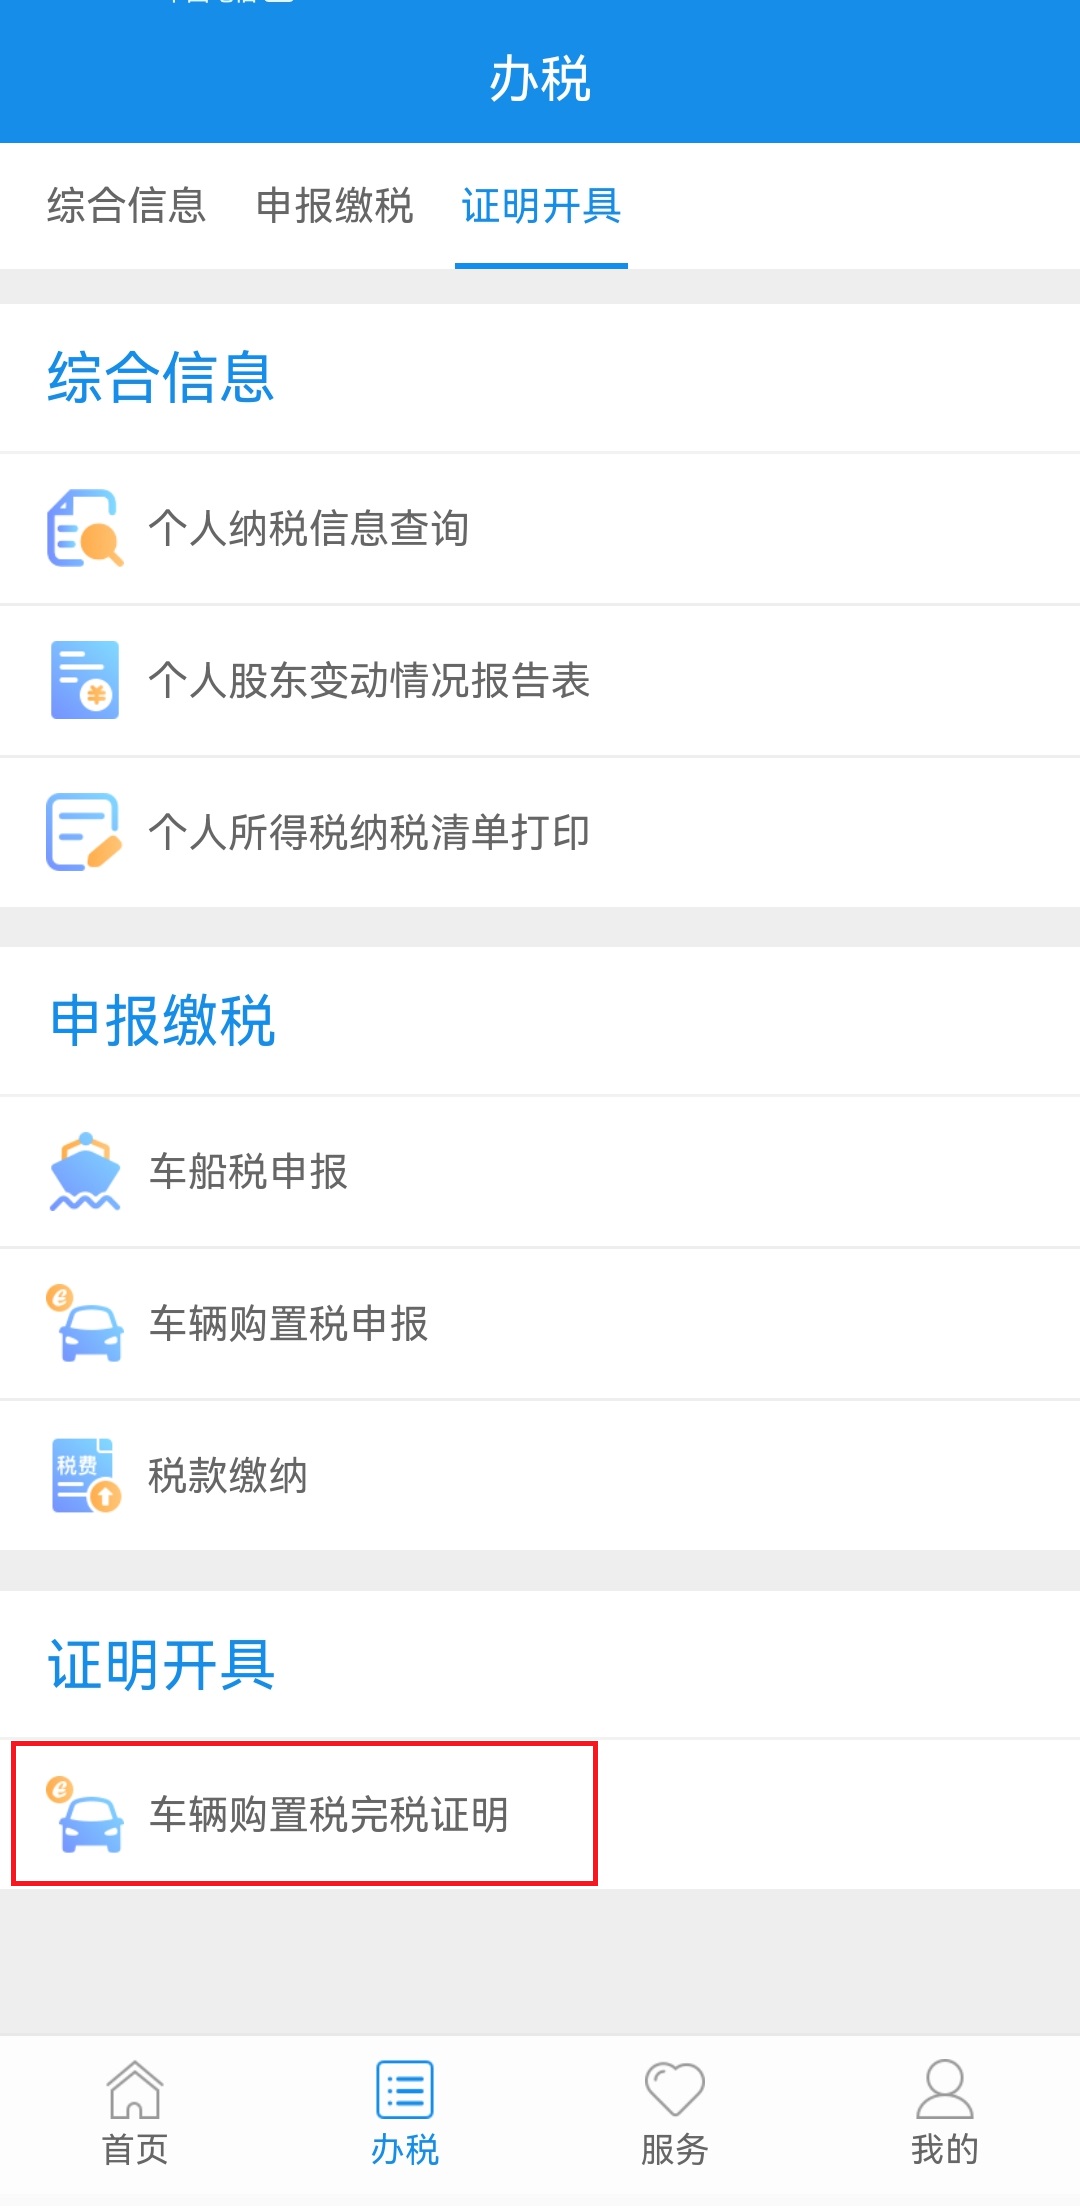 办税
综合信息 申报缴税 证明开具
综合信息
个人纳税信息查询
个人股东变动情况报告表
个人所得税纳税清单打印
申报缴税
车船税申报
车辆购置税申报
税费
税款缴纳
证明开具
车辆购置税完税证明
首页 办税 服务 我的